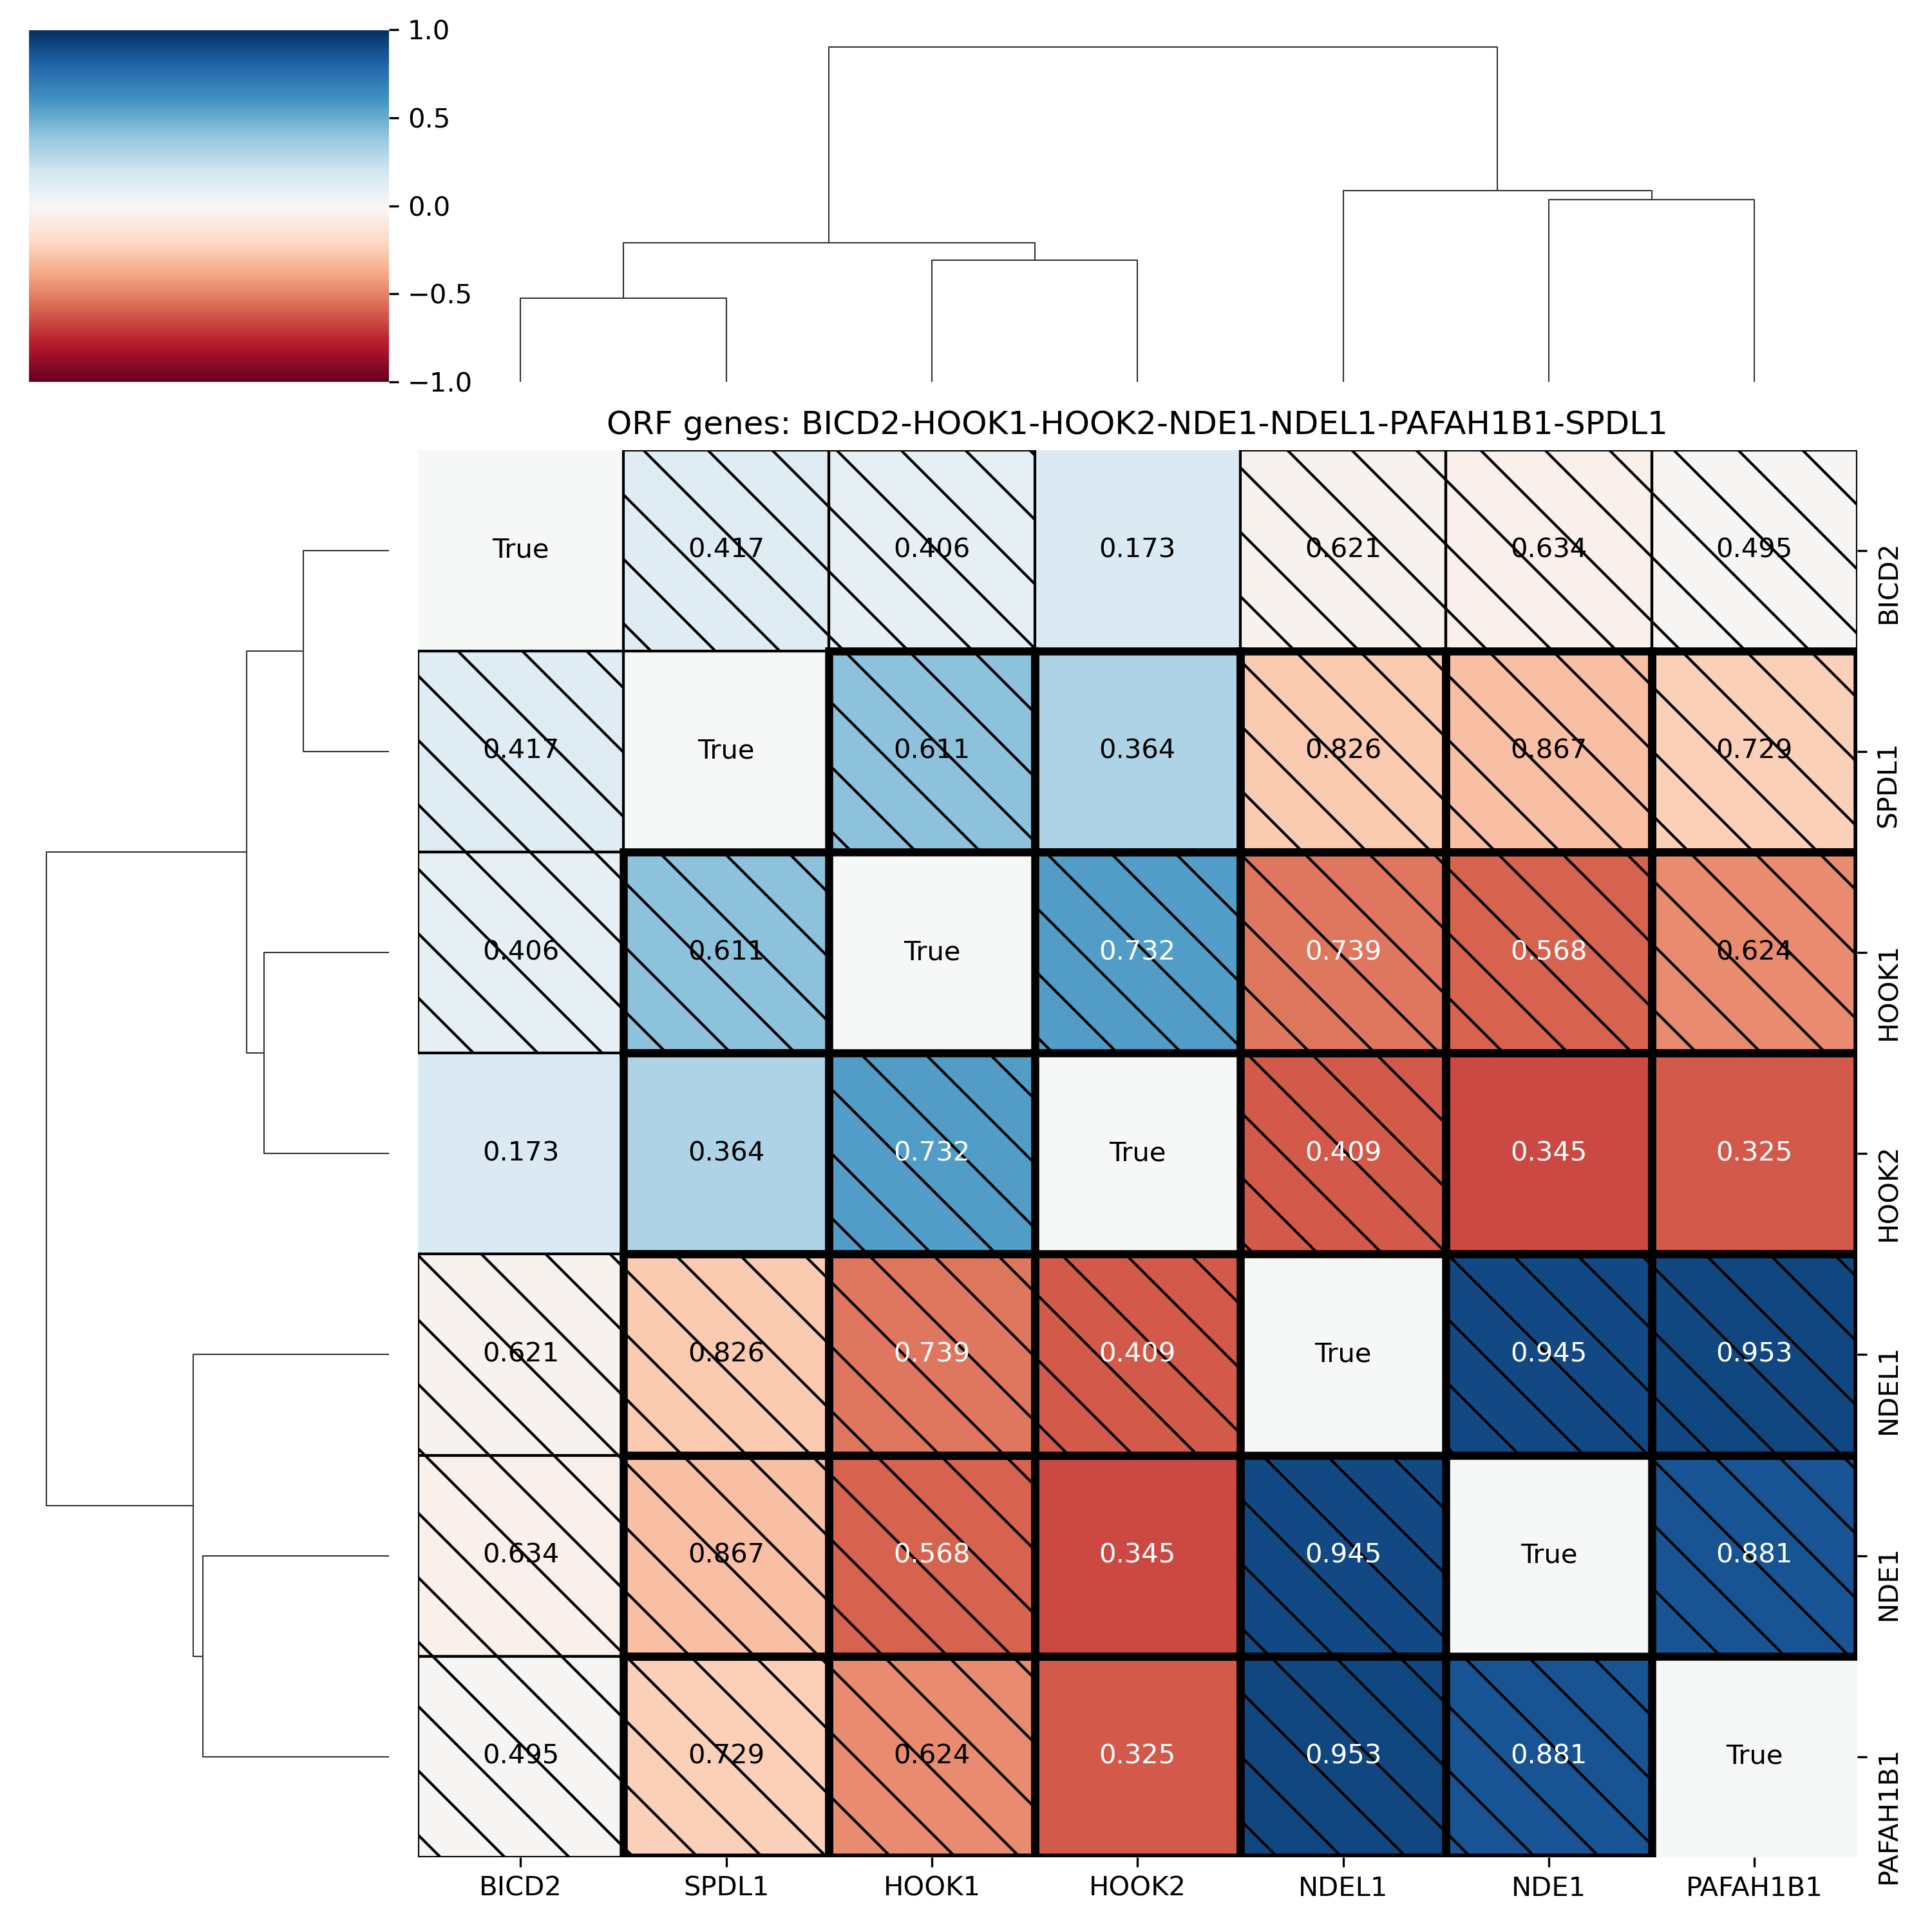 1.0
0.5
0.0
−0.5
−1.0
ORF genes: BICD2-HOOK1-HOOK2-NDE1-NDEL1-PAFAH1B1-SPDL1
True 0.417 0.406 0.173 0.621 0.634 0.495 BICD2
0.417 True 0.611 0.364 0.826 0.867 0.729 SPDL1
0.406 0.611 True 0.732 0.739 0.568 0.624 HOOK1
0.173 0.364 0.732 True 0.409 0.345 0.325 HOOK2
0.621 0.826 0.739 0.409 True 0.945 0.953 NDEL1
0.634 0.867 0.568 0.345 0.945 True 0.881 NDE1
0.495 0.729 0.624 0.325 0.953 0.881 True PAFAH1B1
BICD2 SPDL1 HOOK1 HOOK2 NDEL1 NDE1 PAFAH1B1